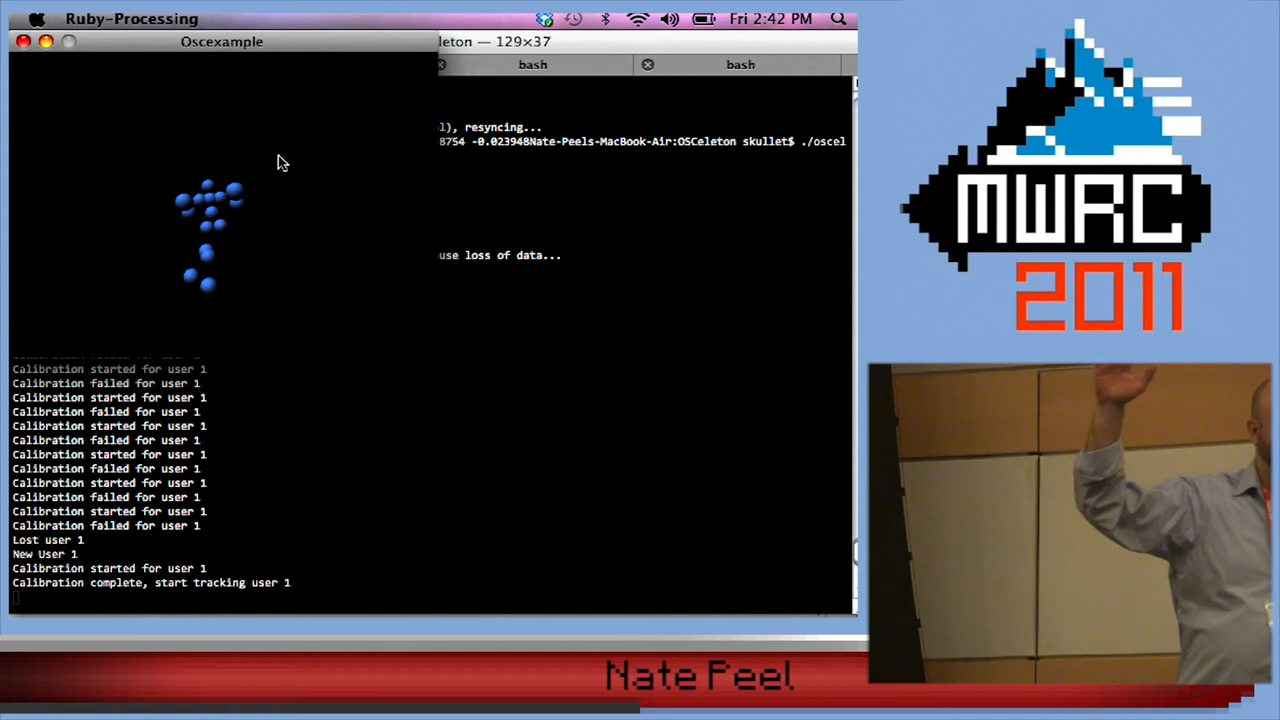 Ruby-Processing
Fri 2:42 PM
Oscexample
leton — 129×37
bash
bash
l), resyncing...
8754 -0.023948Nate-Peels-MacBook-Air:OSCeleton skullet$ ./oscel
use loss of data...
Calibration started for user 1
Calibration failed for user 1
Calibration started for user 1
Calibration failed for user 1
Calibration started for user 1
Calibration failed for user 1
Calibration started for user 1
Calibration failed for user 1
Calibration started for user 1
Calibration failed for user 1
Calibration started for user 1
Calibration failed for user 1
Lost user 1
New User 1
Calibration started for user 1
Calibration complete, start tracking user 1
MWRC
2011
Nate Peel